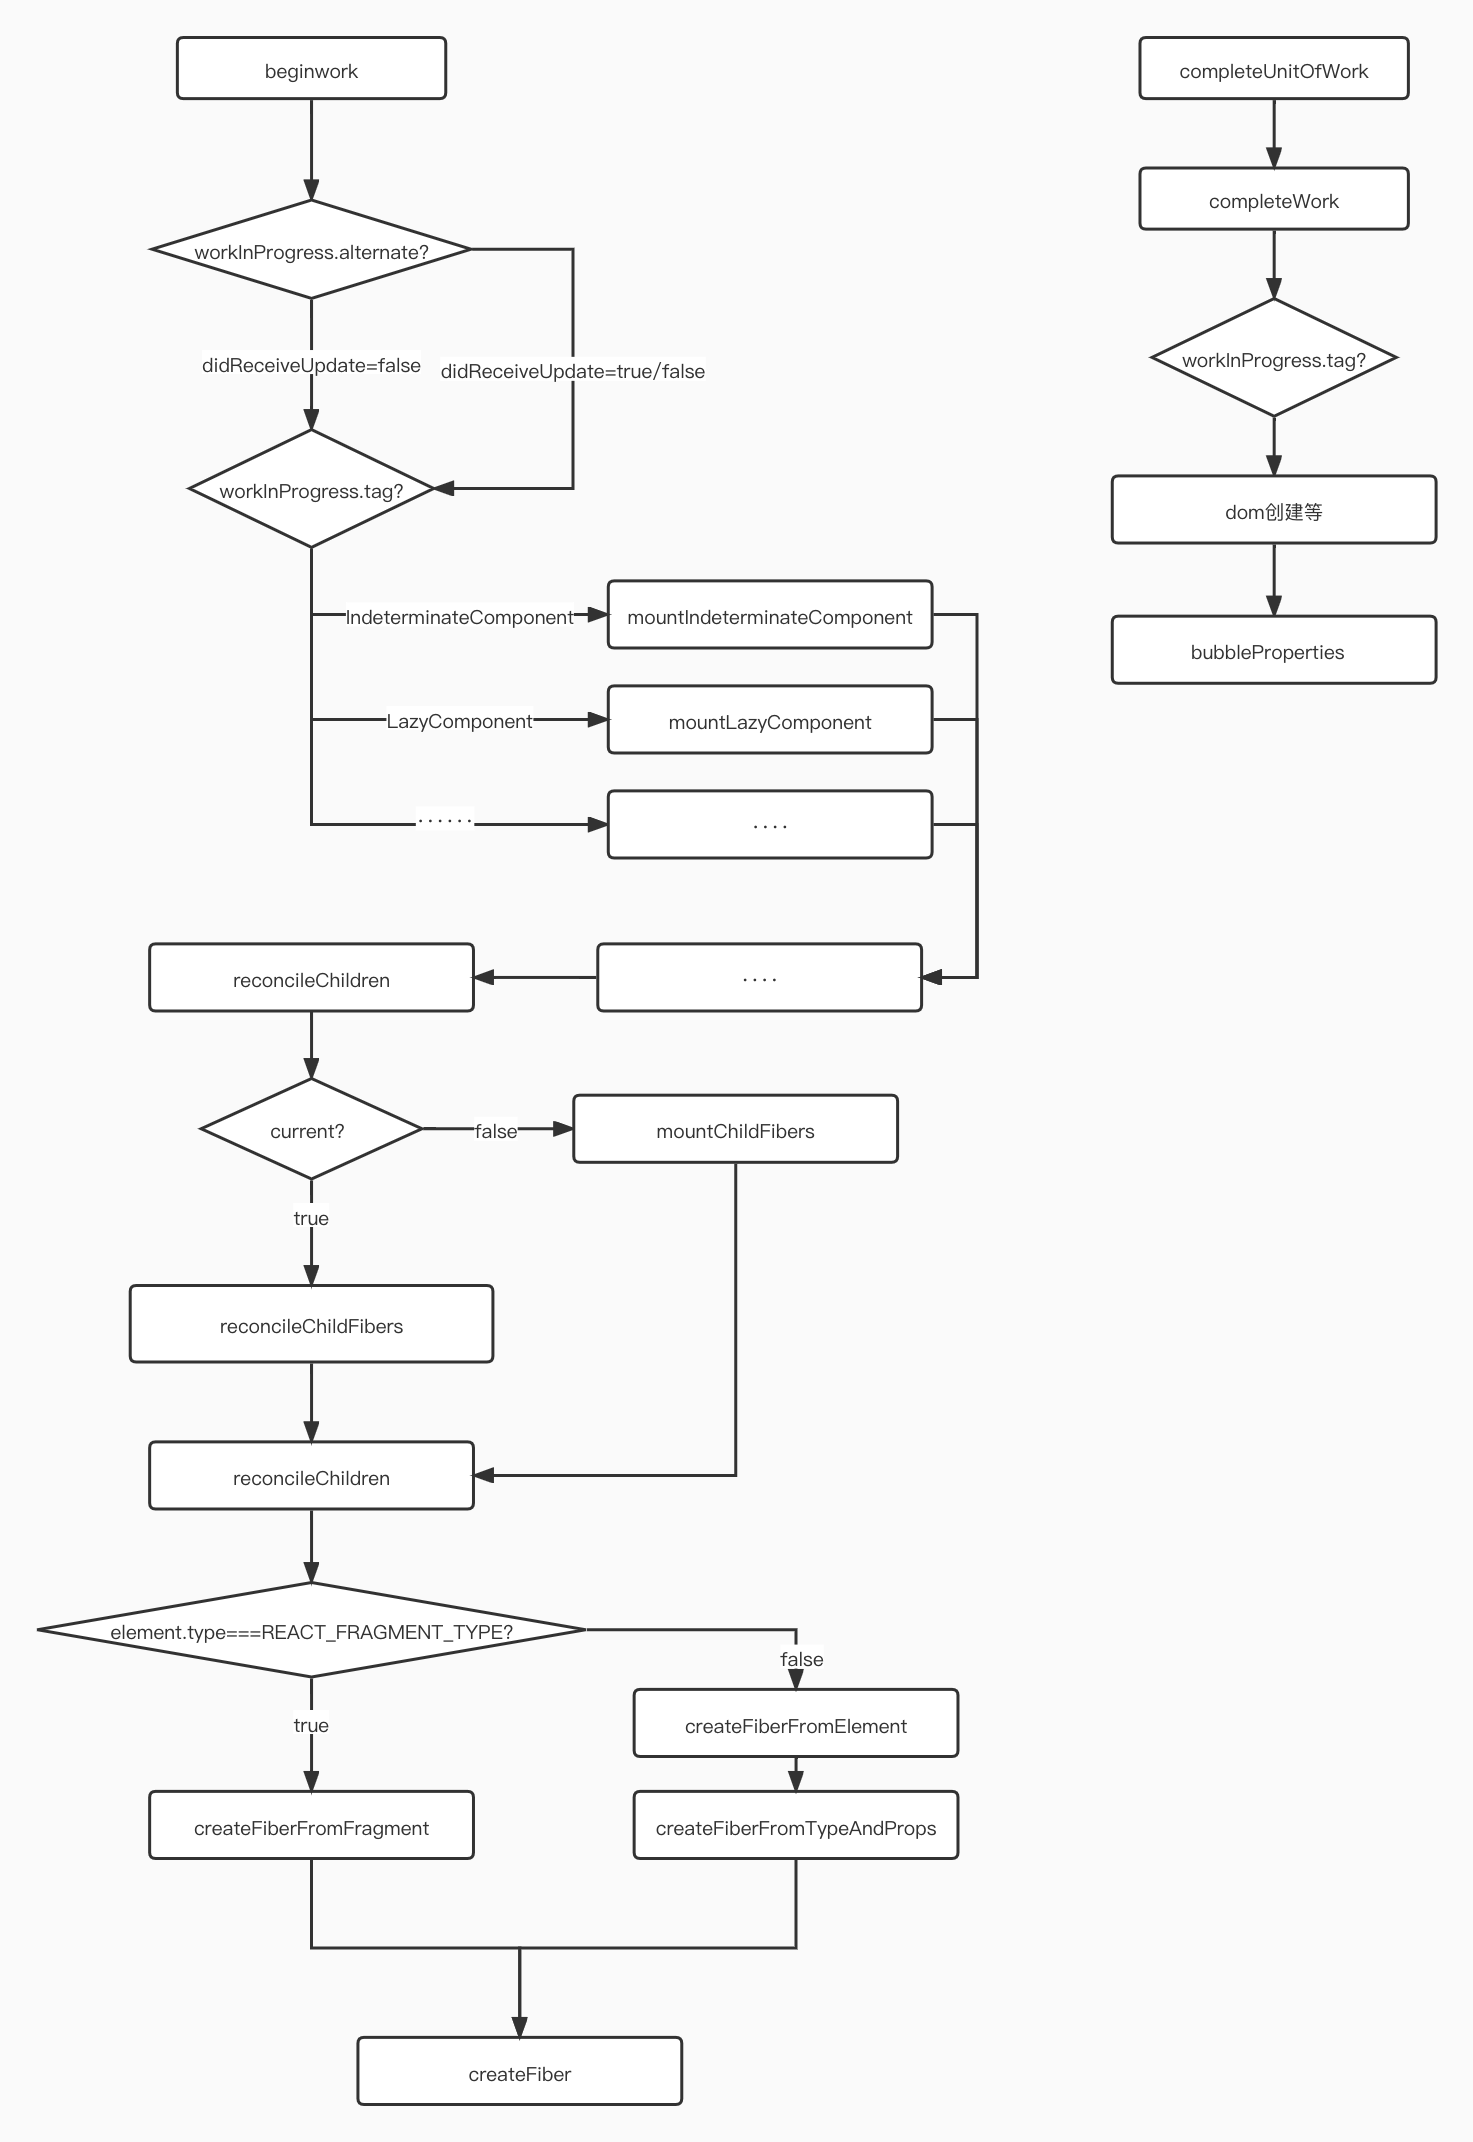 beginwork
workInProgress.alternate?
didReceiveUpdate=false
didReceiveUpdate=true/false
workInProgress.tag?
IndeterminateComponent
mountIndeterminateComponent
LazyComponent
mountLazyComponent
······
....
reconcileChildren
....
current?
false
mountChildFibers
true
reconcileChildFibers
reconcileChildren
element.type===REACT_FRAGMENT_TYPE?
false
createFiberFromElement
true
createFiberFromFragment
createFiberFromTypeAndProps
createFiber
completeUnitOfWork
completeWork
workInProgress.tag?
dom创建等
bubbleProperties